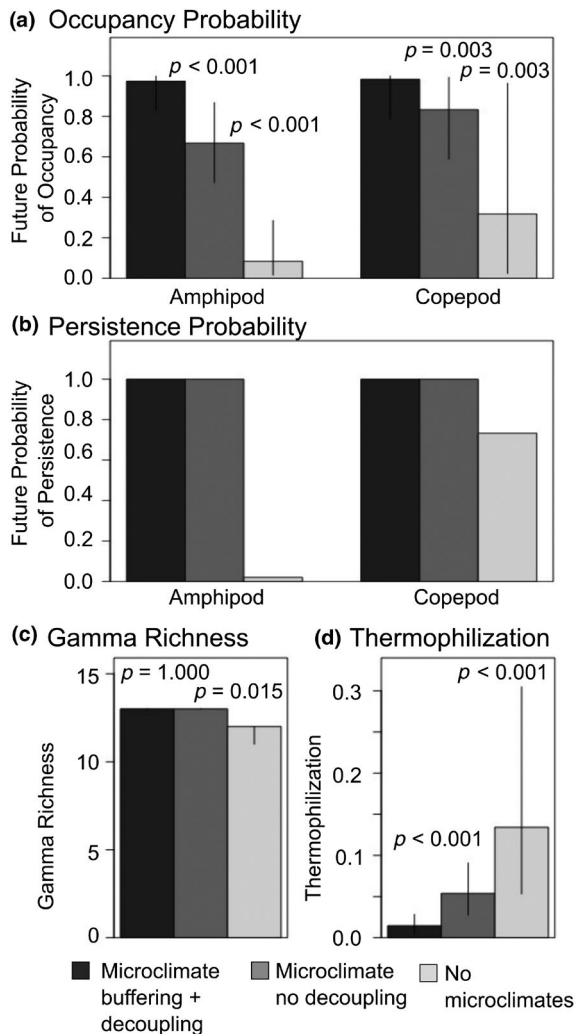 (a) Occupancy Probability
Future Probability
of Occupancy
1.0
0.8
0.6
0.4
0.2
0.0
p < 0.001
p < 0.001
p = 0.003
p = 0.003
Amphipod
Copepod
(b) Persistence Probability
Future Probability
of Persistence
1.0
0.8
0.6
0.4
0.2
0.0
Amphipod
Copepod
(c) Gamma Richness
Gamma Richness
15
10
5
0
p = 1.000
p = 0.015
(d) Thermophilization
Thermophilization
0.3
0.2
0.1
0.0
p < 0.001
p < 0.001
Microclimate
buffering +
decoupling
Microclimate
no decoupling
No
microclimates